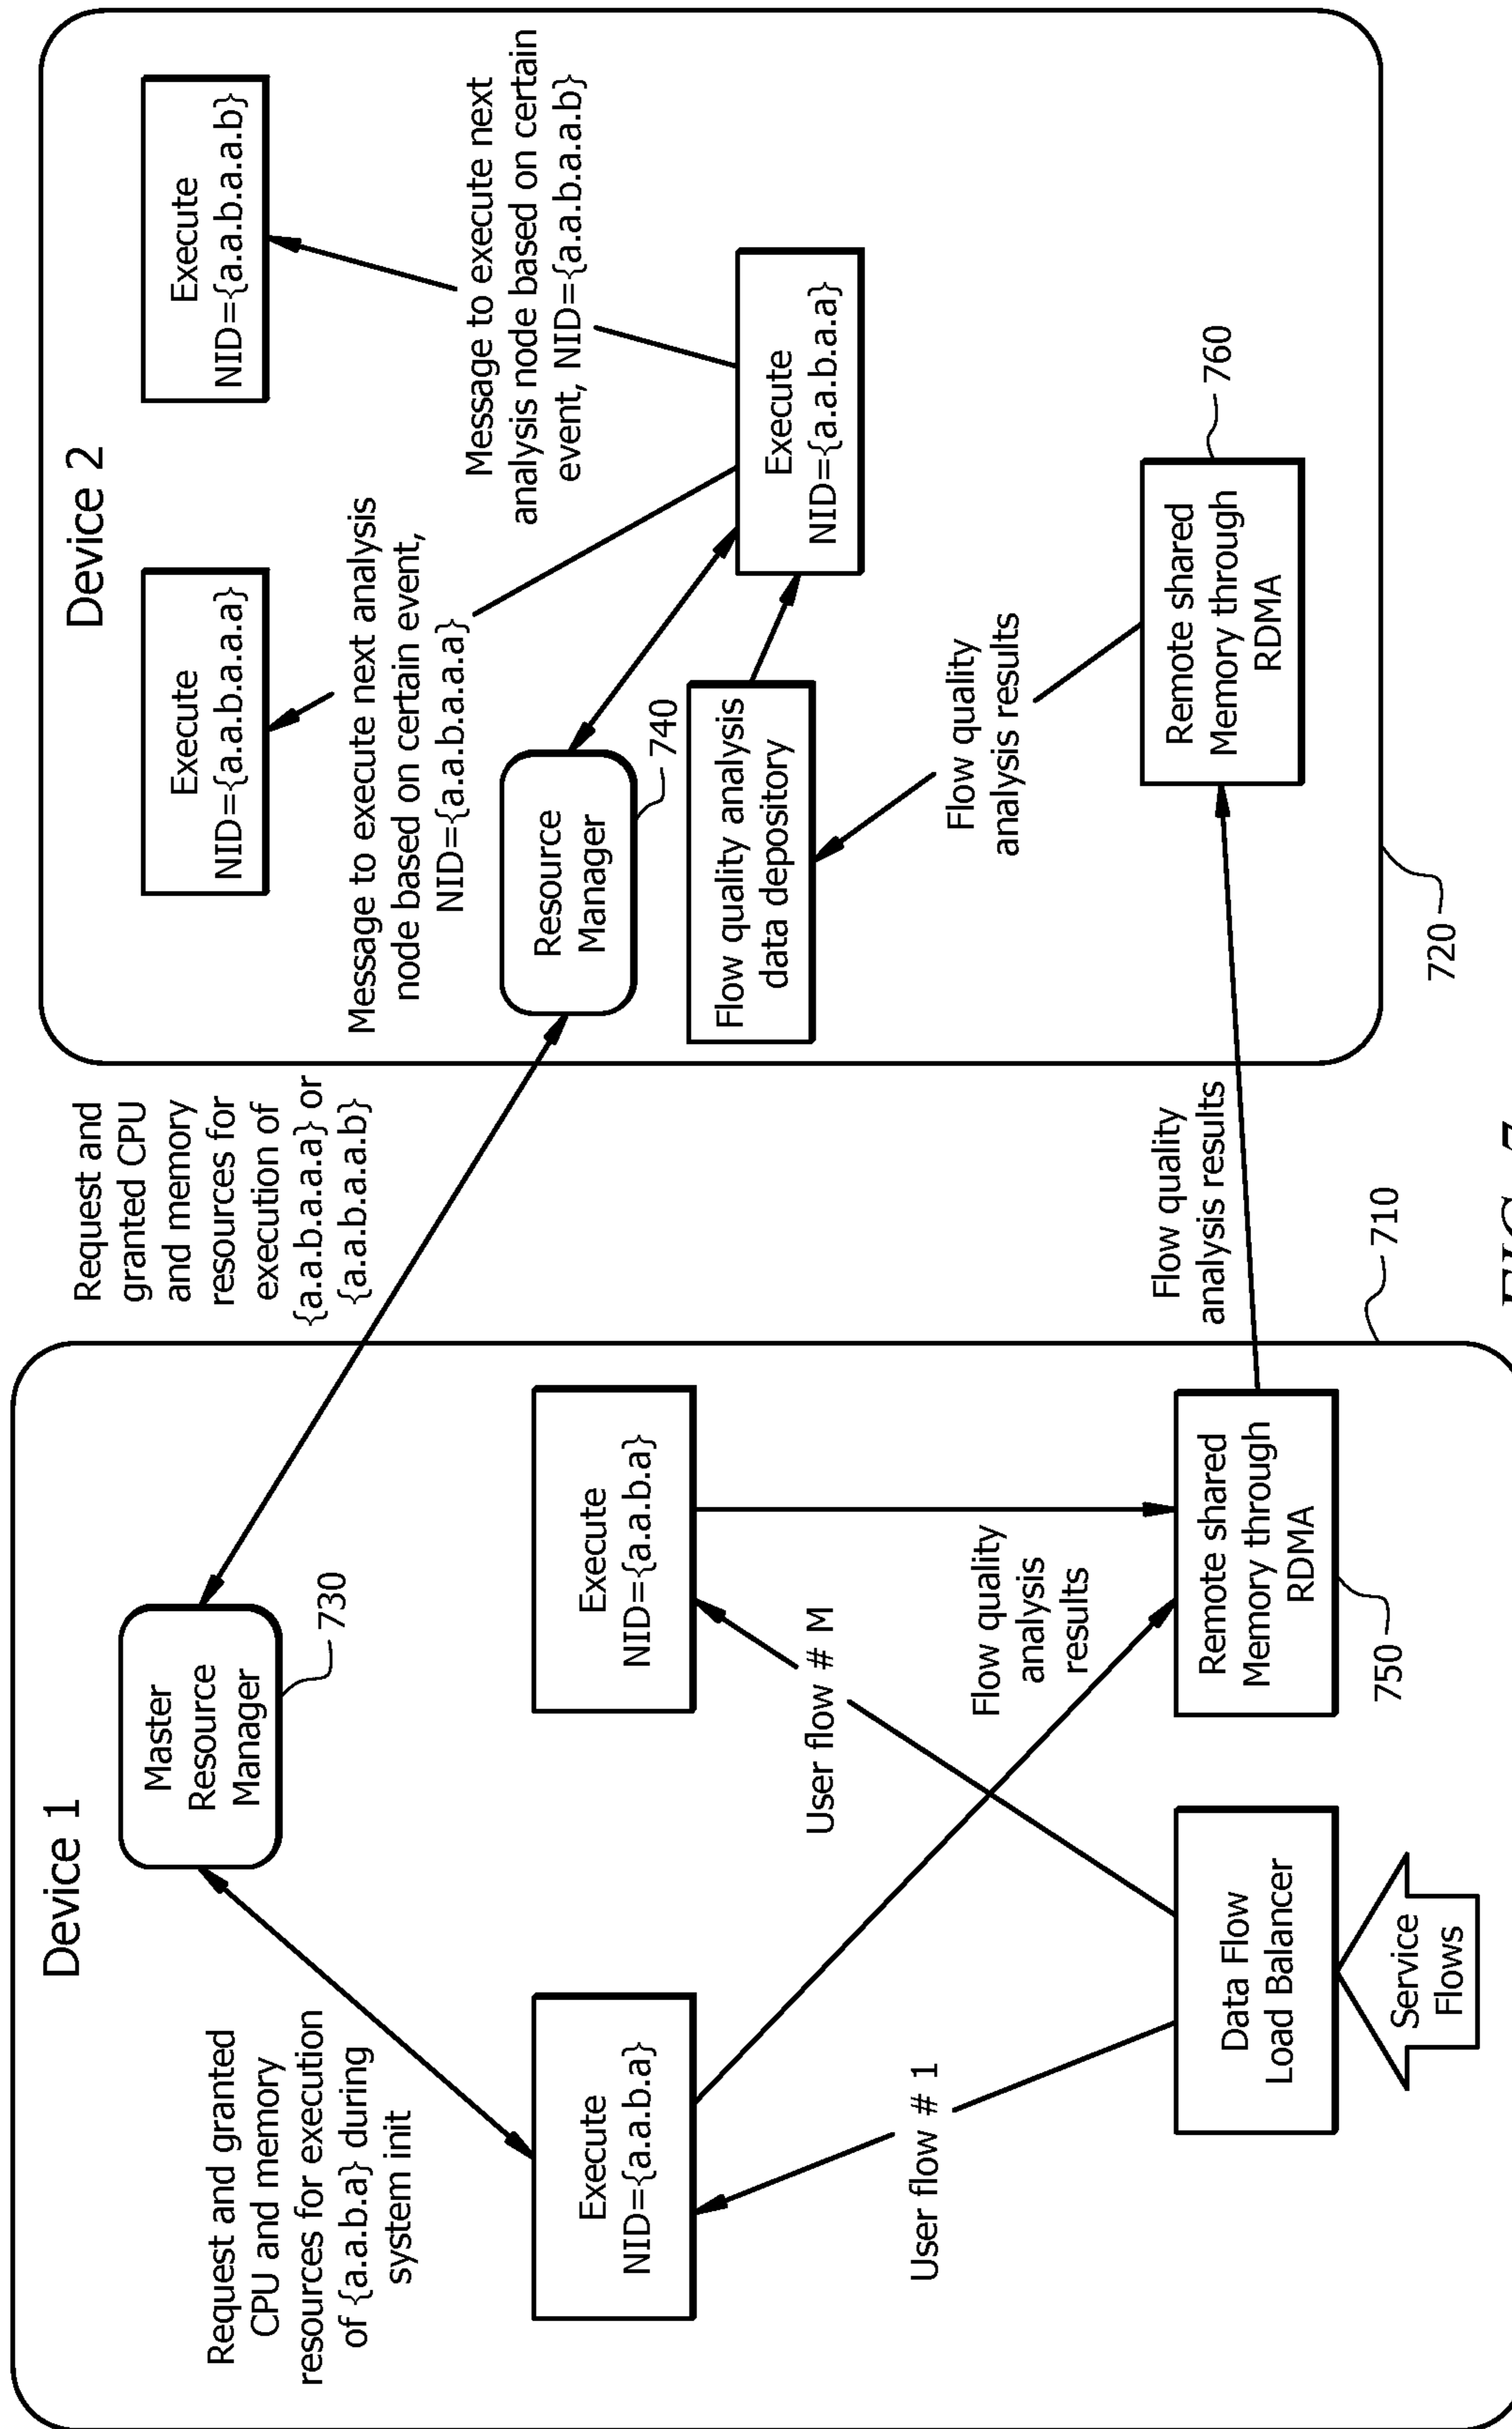 Device 1
Master
Resource
Manager
730
Request and granted
CPU and memory
resources for execution
of {a.a.b.a} during
system init
Execute
NID={a.a.b.a}
Execute
NID={a.a.b.a}
User flow # 1
User flow # M
Flow quality
analysis
results
Data Flow
Load Balancer
Service
Flows
Remote shared
Memory through
RDMA
750
710
Request and
granted CPU
and memory
resources for
execution of
{a.a.b.a.a.a} or
{a.a.b.a.a.b}
Flow quality
analysis results
Device 2
Execute
NID={a.a.b.a.a.a}
Execute
NID={a.a.b.a.a.b}
Message to execute next analysis
node based on certain event,
NID={a.a.b.a.a.a}
Message to execute next
analysis node based on certain
event, NID={a.a.b.a.a.b}
Resource
Manager
740
Execute
NID={a.a.b.a.a}
Flow quality analysis
data depository
Flow quality
analysis results
Remote shared
Memory through
RDMA
760
720
FIG. 7